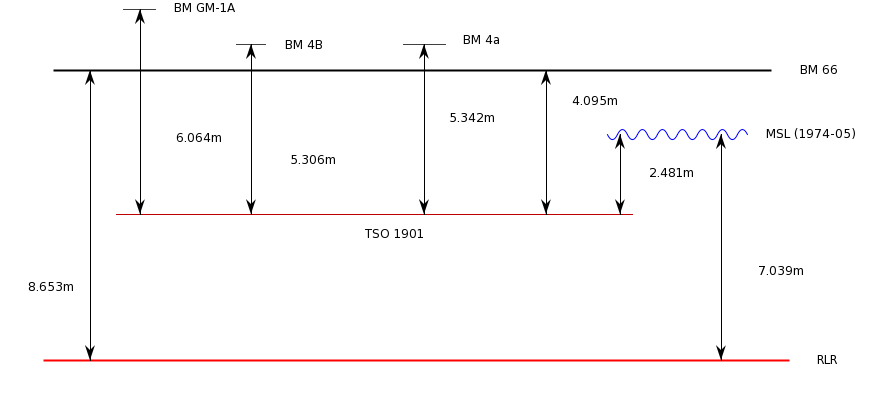 BM GM-1A
BM 4B
BM 4a
BM 66
4.095m
5.342m
6.064m
MSL (1974-05)
5.306m
2.481m
TSO 1901
7.039m
8.653m
RLR